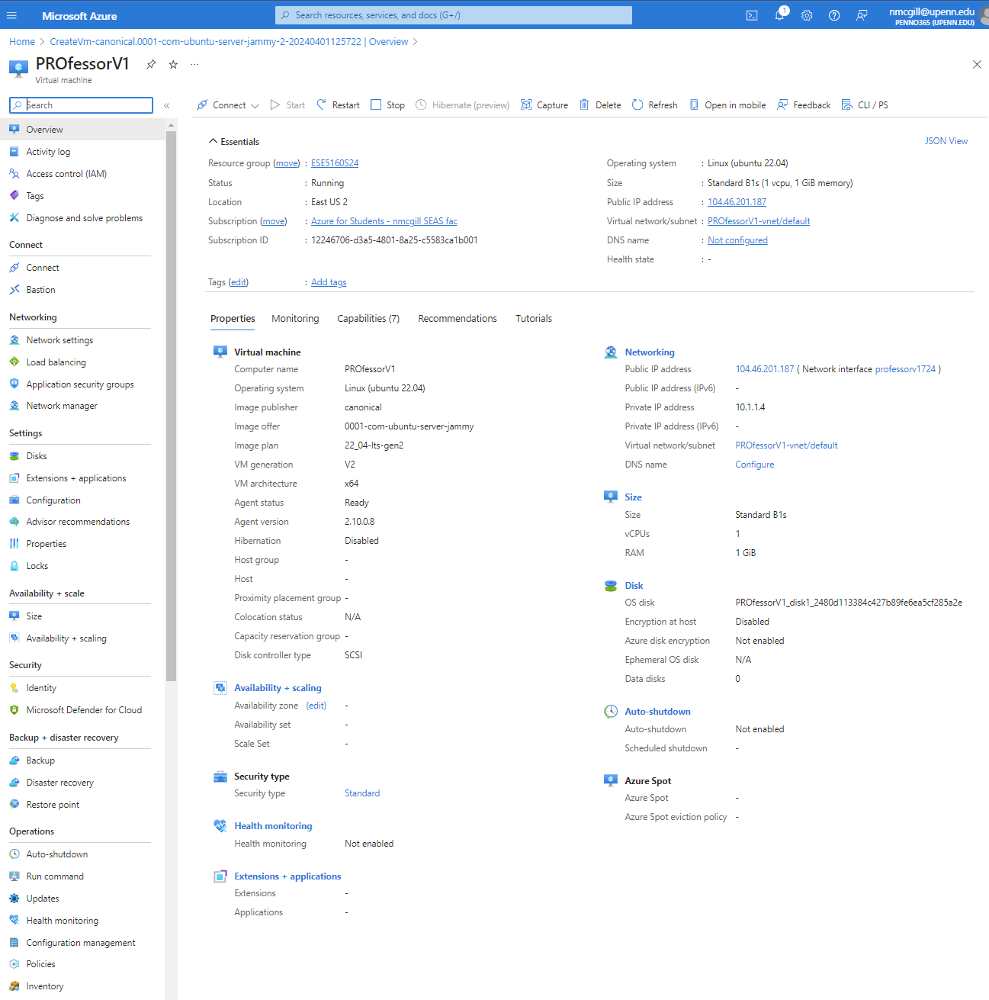 Microsoft Azure
Search resources, services, and docs (G+/)
1
nmcgill@upenn.edu
PENNO365 (UPENN.EDU)
Home > CreateVm-canonical.0001-com-ubuntu-server-jammy-2-20240401125722 | Overview >
PROfessorV1
Virtual machine
Search
Overview
Activity log
Access control (IAM)
Tags
Diagnose and solve problems
Connect
Connect
Bastion
Networking
Network settings
Load balancing
Application security groups
Network manager
Settings
Disks
Extensions + applications
Configuration
Advisor recommendations
Properties
Locks
Availability + scale
Size
Availability + scaling
Security
Identity
Microsoft Defender for Cloud
Backup + disaster recovery
Backup
Disaster recovery
Restore point
Operations
Auto-shutdown
Run command
Updates
Health monitoring
Configuration management
Policies
Inventory
Connect Start Restart Stop Hibernate (preview) Capture Delete Refresh Open in mobile Feedback CLI / PS
Essentials
JSON View
Resource group (move) : ESE5160S24
Status : Running
Location : East US 2
Subscription (move) : Azure for Students - nmcgill SEAS fac
Subscription ID : 12246706-d3a5-4801-8a25-c5583ca1b001
Operating system : Linux (ubuntu 22.04)
Size : Standard B1s (1 vcpu, 1 GiB memory)
Public IP address : 104.46.201.187
Virtual network/subnet : PROfessorV1-vnet/default
DNS name : Not configured
Health state : -
Tags (edit) : Add tags
Properties Monitoring Capabilities (7) Recommendations Tutorials
Virtual machine
Computer name PROfessorV1
Operating system Linux (ubuntu 22.04)
Image publisher canonical
Image offer 0001-com-ubuntu-server-jammy
Image plan 22_04-lts-gen2
VM generation V2
VM architecture x64
Agent status Ready
Agent version 2.10.0.8
Hibernation Disabled
Host group -
Host -
Proximity placement group -
Colocation status N/A
Capacity reservation group -
Disk controller type SCSI
Availability + scaling
Availability zone (edit) -
Availability set -
Scale Set -
Security type
Security type Standard
Health monitoring
Health monitoring Not enabled
Extensions + applications
Extensions -
Applications -
Networking
Public IP address 104.46.201.187 ( Network interface professorv1724 )
Public IP address (IPv6) -
Private IP address 10.1.1.4
Private IP address (IPv6) -
Virtual network/subnet PROfessorV1-vnet/default
DNS name Configure
Size
Size Standard B1s
vCPUs 1
RAM 1 GiB
Disk
OS disk PROfessorV1_disk1_2480d113384c427b89fe6ea5cf285a2e
Encryption at host Disabled
Azure disk encryption Not enabled
Ephemeral OS disk N/A
Data disks 0
Auto-shutdown
Auto-shutdown Not enabled
Scheduled shutdown -
Azure Spot
Azure Spot -
Azure Spot eviction policy -